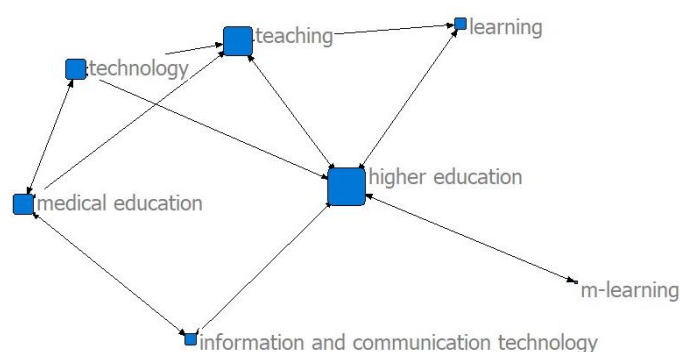 teaching
learning
technology
higher education
medical education
m-learning
information and communication technology